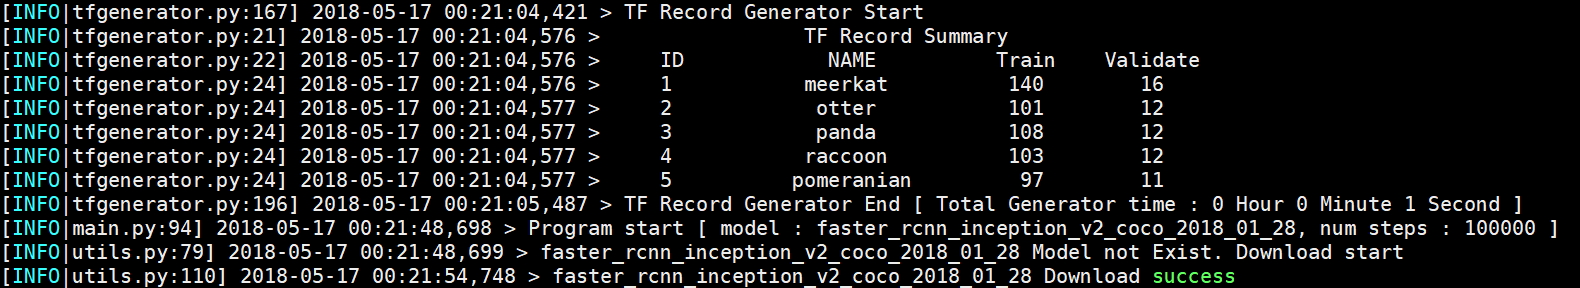 [INFO|tfgenerator.py:167] 2018-05-17 00:21:04,421 > TF Record Generator Start
[INFO|tfgenerator.py:21] 2018-05-17 00:21:04,576 >                 TF Record Summary
[INFO|tfgenerator.py:22] 2018-05-17 00:21:04,576 >     ID            NAME          Train    Validate
[INFO|tfgenerator.py:24] 2018-05-17 00:21:04,576 >     1           meerkat          140        16
[INFO|tfgenerator.py:24] 2018-05-17 00:21:04,577 >     2            otter           101        12
[INFO|tfgenerator.py:24] 2018-05-17 00:21:04,577 >     3            panda           108        12
[INFO|tfgenerator.py:24] 2018-05-17 00:21:04,577 >     4           raccoon          103        12
[INFO|tfgenerator.py:24] 2018-05-17 00:21:04,577 >     5          pomeranian         97        11
[INFO|tfgenerator.py:196] 2018-05-17 00:21:05,487 > TF Record Generator End [ Total Generator time : 0 Hour 0 Minute 1 Second ]
[INFO|main.py:94] 2018-05-17 00:21:48,698 > Program start [ model : faster_rcnn_inception_v2_coco_2018_01_28, num steps : 100000 ]
[INFO|utils.py:79] 2018-05-17 00:21:48,699 > faster_rcnn_inception_v2_coco_2018_01_28 Model not Exist. Download start
[INFO|utils.py:110] 2018-05-17 00:21:54,748 > faster_rcnn_inception_v2_coco_2018_01_28 Download success